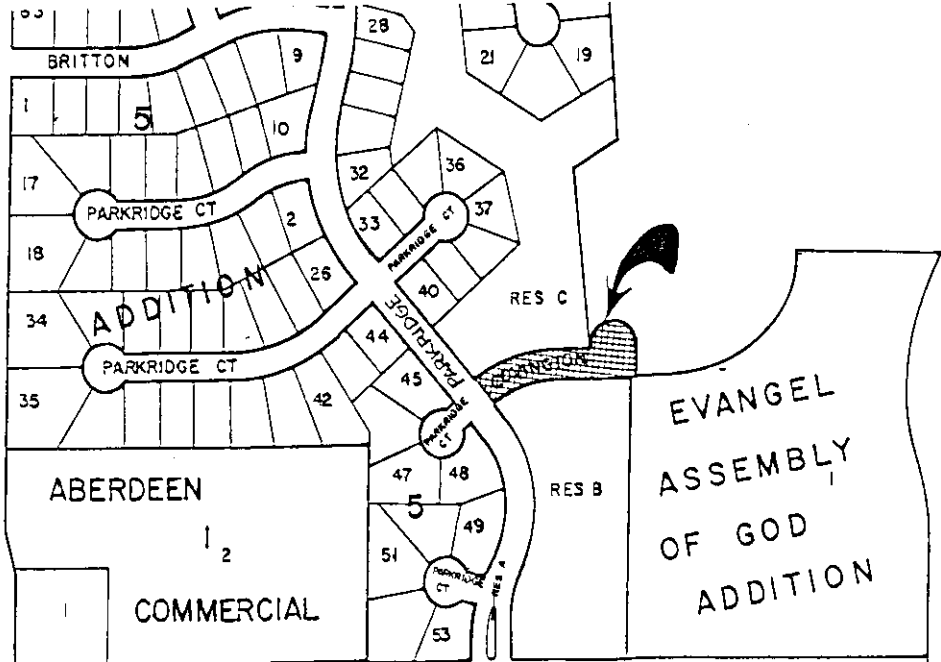 63
28
21
19
BRITTON
9
1
5
10
17
32
36
PARKRIDGE CT
33
PARKRIDGE CT
37
2
18
26
40
RES C
34
ADDITION
PARKRIDGE
44
PARKRIDGE CT
45
COVINGTON
35
42
PARKRIDGE
CT
EVANGEL
ASSEMBLY
1
OF GOD
ADDITION
47
48
ABERDEEN
RES B
5
49
1
2
51
PARKRIDGE
CT
RES A
1
COMMERCIAL
53